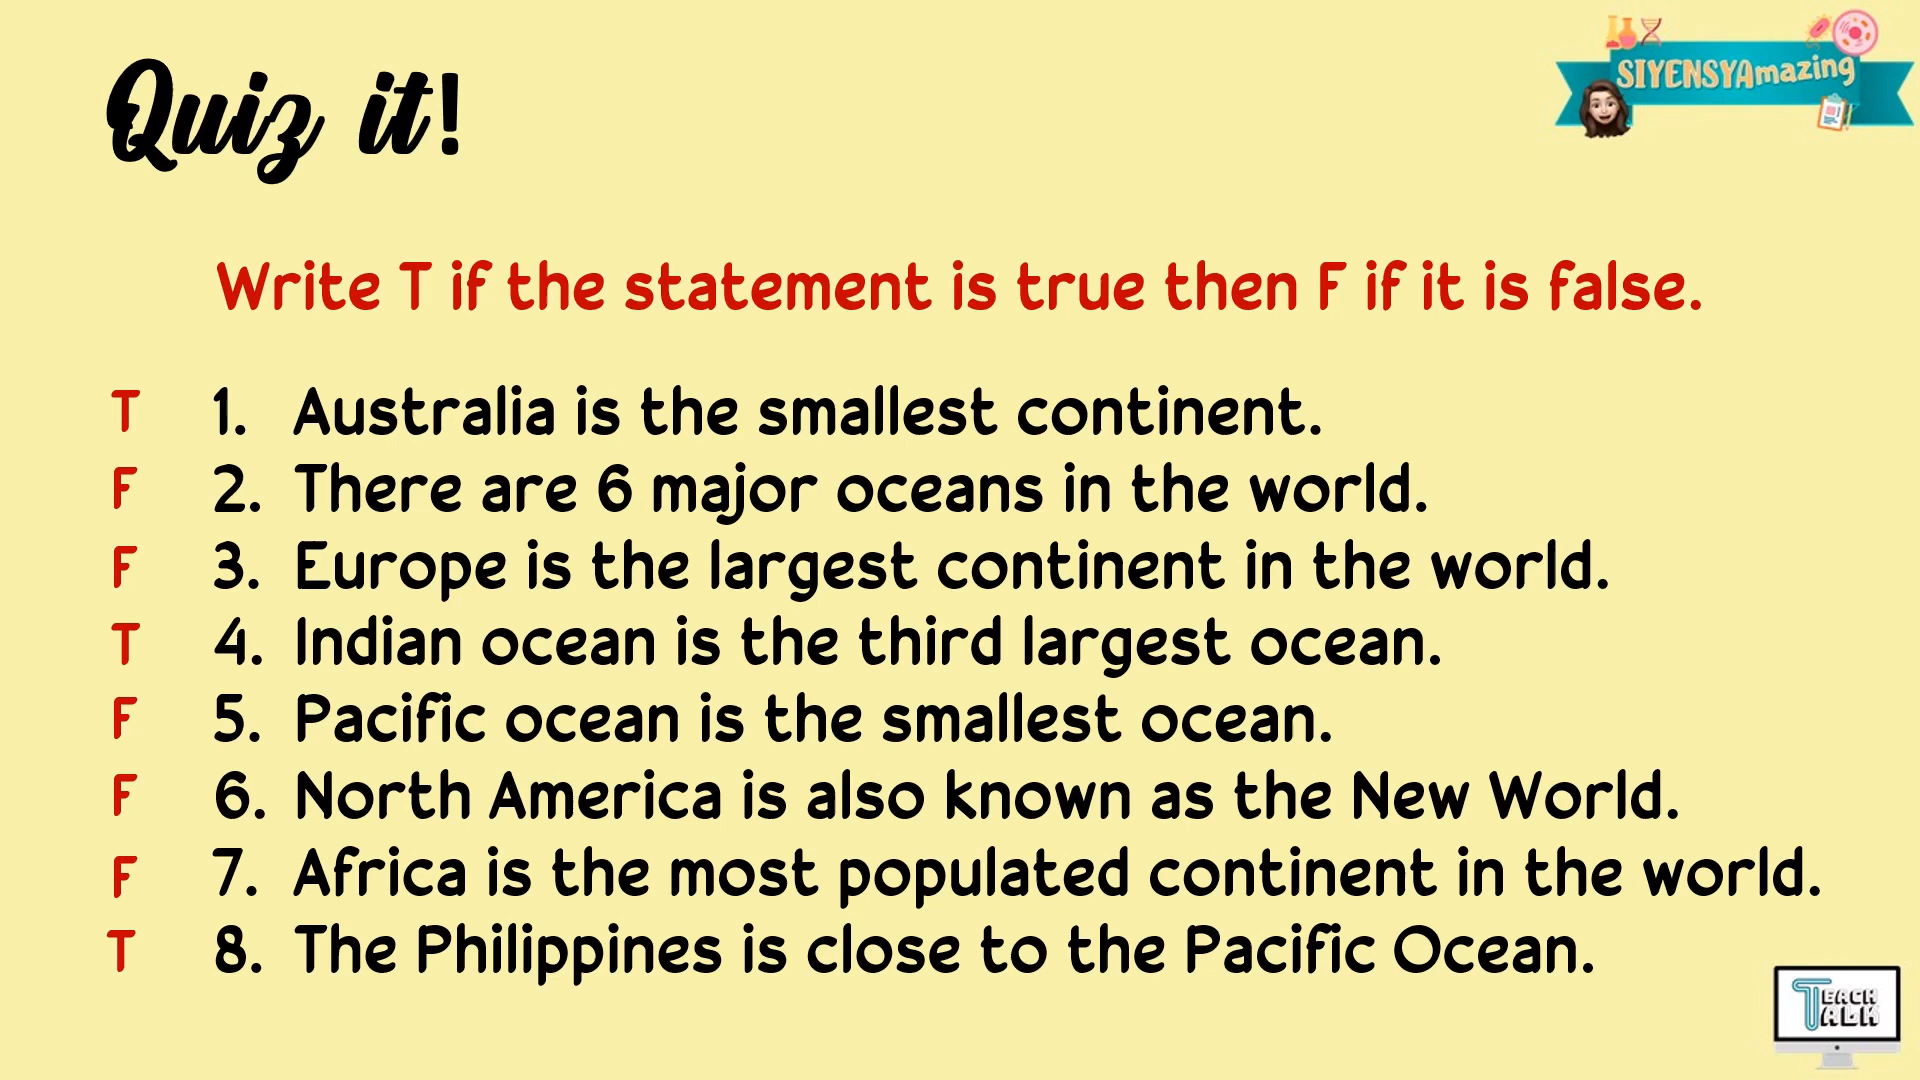 Quiz it!
SIYENSYAmazing
Write T if the statement is true then F if it is false.
T 1. Australia is the smallest continent.
F 2. There are 6 major oceans in the world.
F 3. Europe is the largest continent in the world.
T 4. Indian ocean is the third largest ocean.
F 5. Pacific ocean is the smallest ocean.
F 6. North America is also known as the New World.
F 7. Africa is the most populated continent in the world.
T 8. The Philippines is close to the Pacific Ocean.
TEACH
TALK